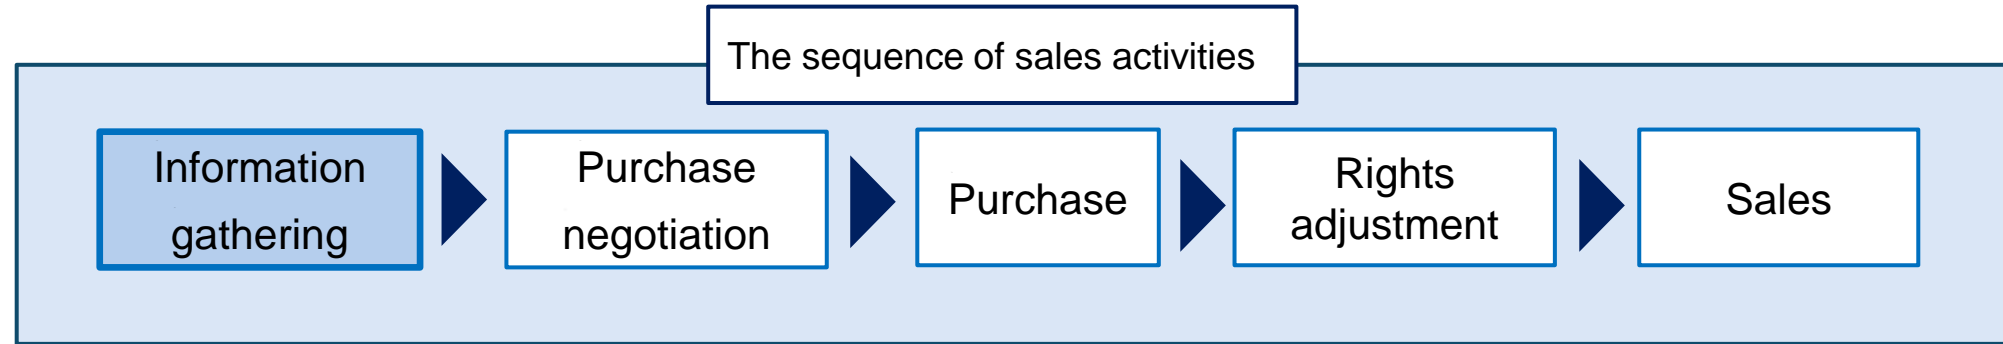 The sequence of sales activities
Information
gathering
Purchase
negotiation
Purchase
Rights
adjustment
Sales